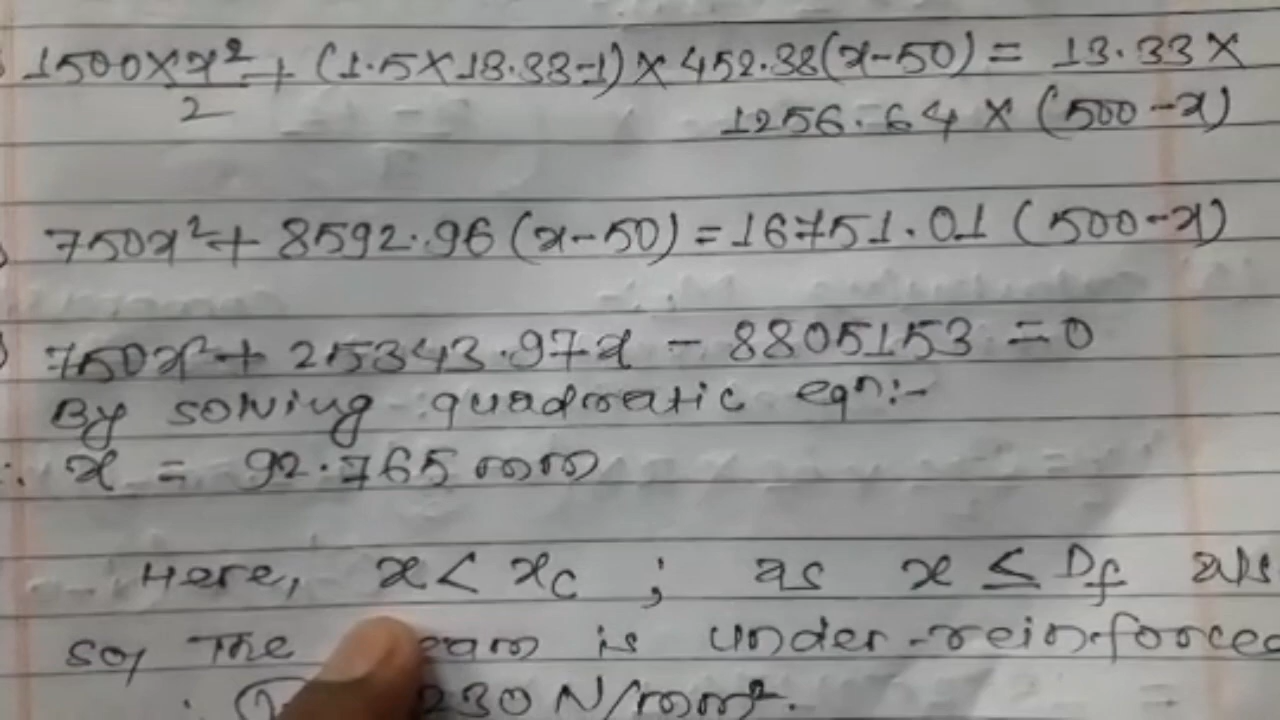 1500×x²/2 + (1.5×13.33-1)×452.38(x-50) = 13.33×
1256.64×(500-x)
750x²+8592.96(x-50)=16751.01(500-x)
750x²+25343.97x - 8805153 =0
By solving quadratic eqn:-
∴ x = 92.765mm
Here, x < xc ; as x ≤ Df
so, The is under-reinforced
230 N/mm².